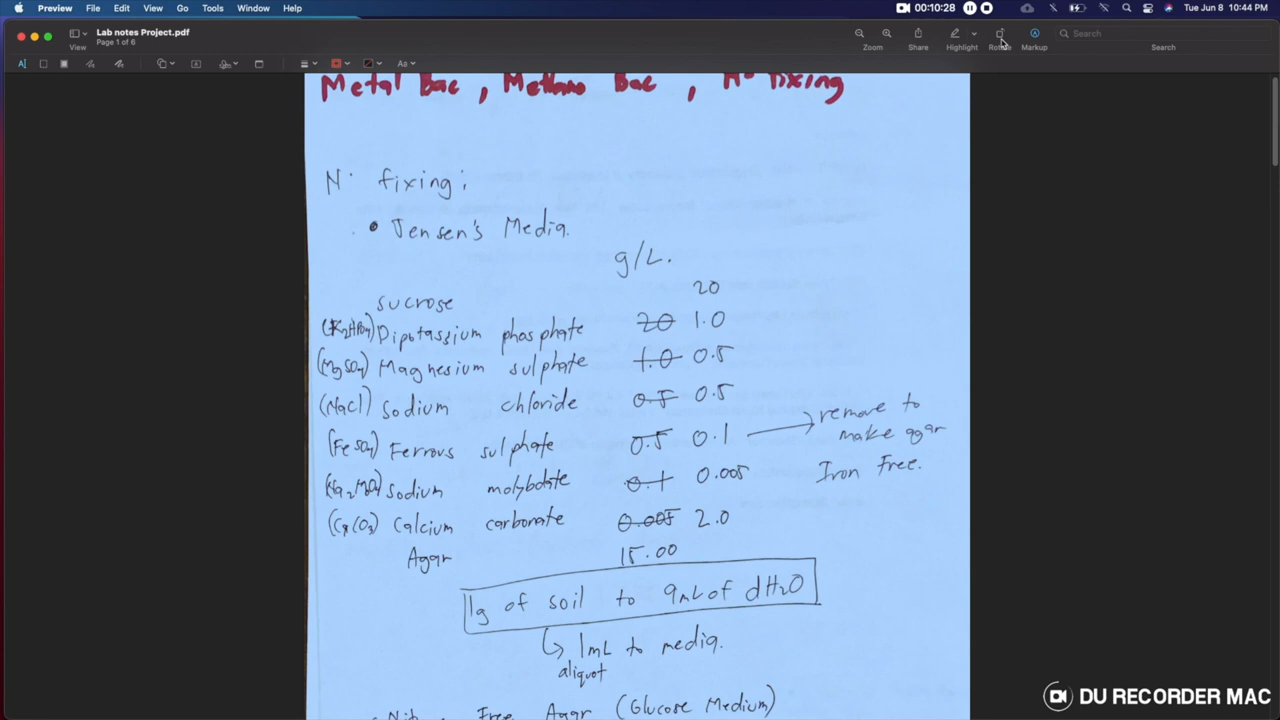 Preview File Edit View Go Tools Window Help 00:10:28 Tue Jun 8 10:44 PM
Lab notes Project.pdf
Page 1 of 6
View Zoom Share Highlight Rotate Markup Search
Search
Aa
Metal Bac, Methano Bac, N- fixing
N· fixing:
• Jensen's Media.
g/L.
20
sucrose
(K2HPO4) Dipotassium phosphate 20 1.0
(MgSO4) Magnesium sulphate 1.0 0.5
(NaCl) Sodium chloride 0.5 0.5
(FeSO4) Ferrous sulphate 0.5 0.1 → remove to
make agar
Iron Free.
(Na2MO4) Sodium molybdate 0.1 0.005
(CaCO3) Calcium carbonate 0.005 2.0
Agar 15.00
1g of soil to 9mL of dH2O
↳ 1mL to media.
aliquot
• Nit. Free Agar (Glucose Medium)
DU RECORDER MAC